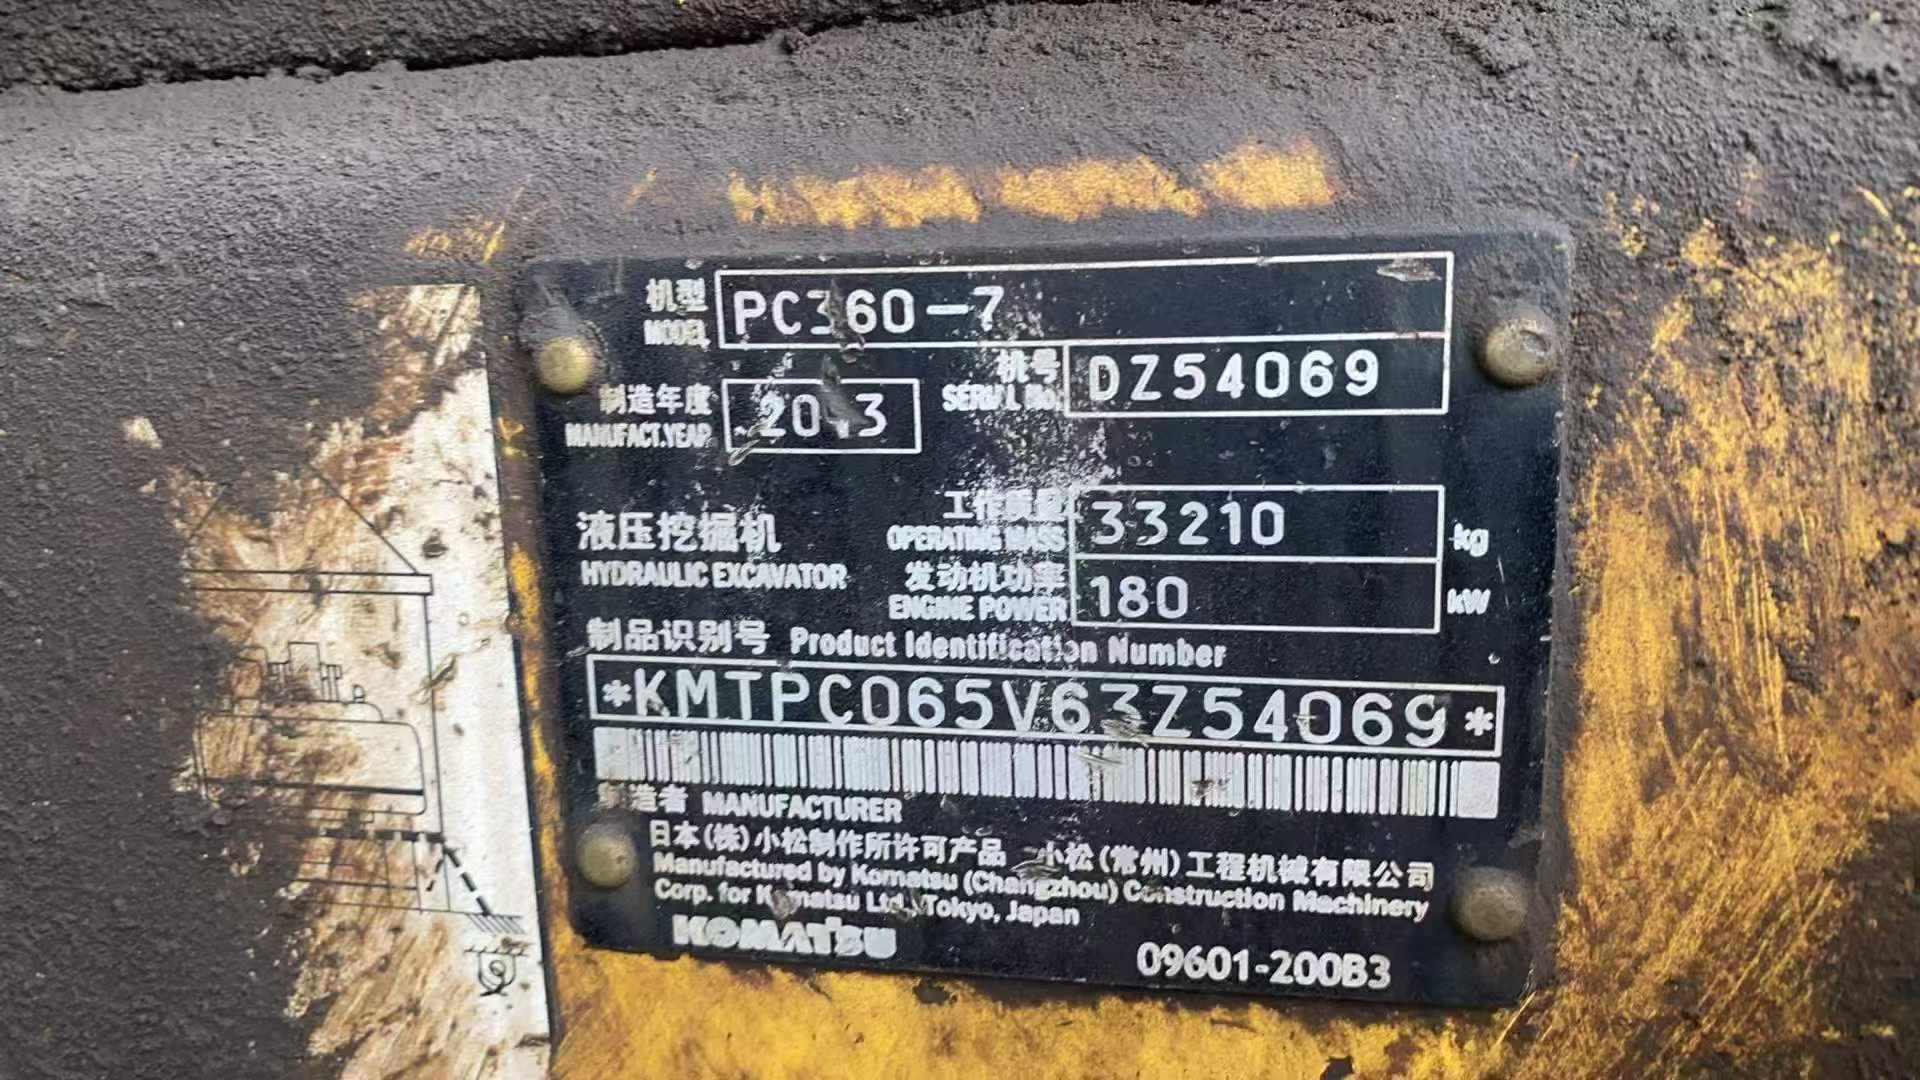 机型 PC360-7
MODEL
机号 DZ54069
SERIAL No.
制造年度
MANUFACT.YEAR
工作质量 33210 kg
OPERATING MASS
液压挖掘机
HYDRAULIC EXCAVATOR
发动机功率 180 kW
ENGINE POWER
制品识别号 Product Identification Number
*KMTPC065V63Z54069*
制造者 MANUFACTURER
日本(株)小松制作所许可产品 小松(常州)工程机械有限公司
Manufactured by Komatsu (Changzhou) Construction Machinery
Corp. for Komatsu Ltd., Tokyo, Japan
KOMATSU 09601-200B3